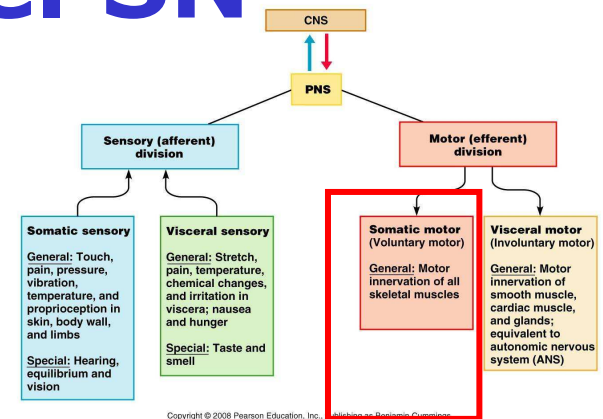 CNS
PNS
Sensory (afferent)
division
Motor (efferent)
division
Somatic sensory
General: Touch,
pain, pressure,
vibration,
temperature, and
proprioception in
skin, body wall,
and limbs
Special: Hearing,
equilibrium and
vision
Visceral sensory
General: Stretch,
pain, temperature,
chemical changes,
and irritation in
viscera; nausea
and hunger
Special: Taste and
smell
Somatic motor
(Voluntary motor)
General: Motor
innervation of all
skeletal muscles
Visceral motor
(Involuntary motor)
General: Motor
innervation of
smooth muscle,
cardiac muscle,
and glands;
equivalent to
autonomic nervous
system (ANS)
Copyright © 2008 Pearson Education, Inc., publishing as Benjamin Cummings